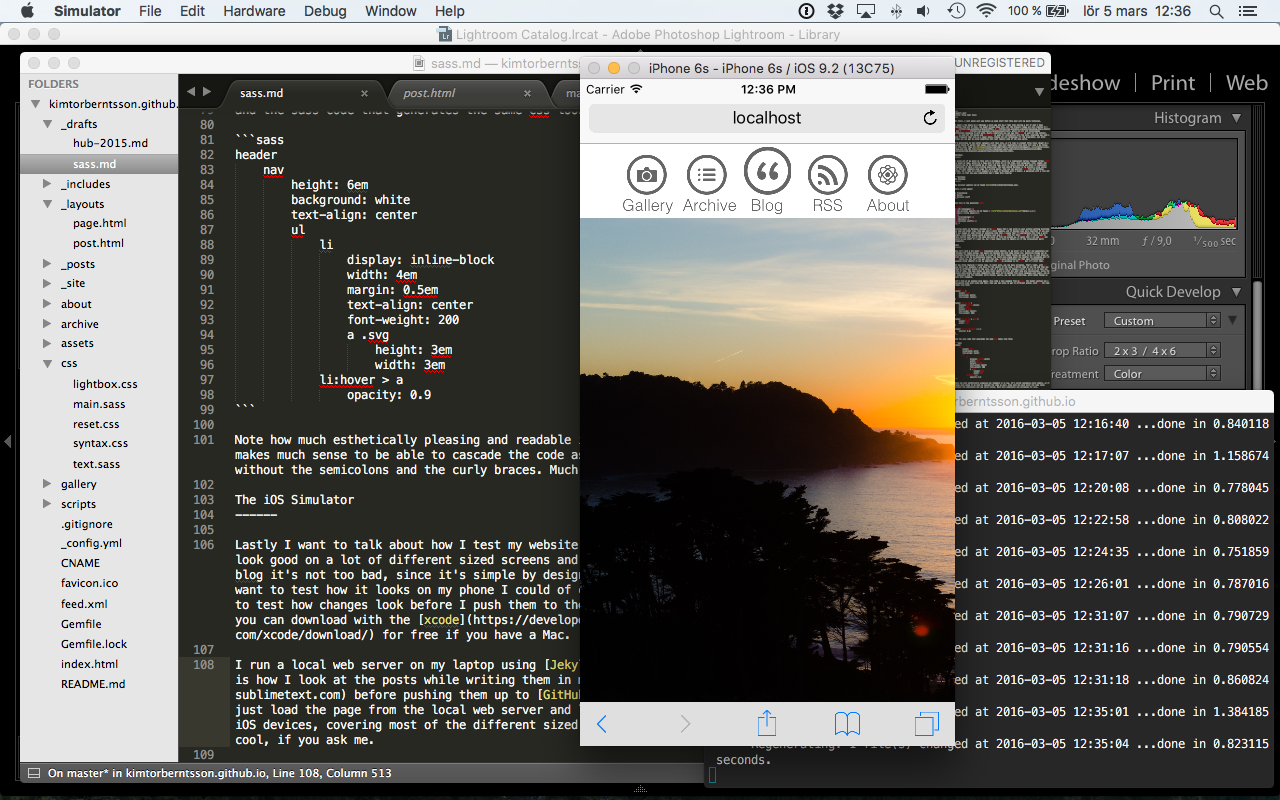 Simulator File Edit Hardware Debug Window Help 100 % lör 5 mars 12:36
Lightroom Catalog.lrcat - Adobe Photoshop Lightroom - Library
sass.md — kimtorberntss
UNREGISTERED
deshow | Print | Web
FOLDERS
kimtorberntsson.github.
_drafts
hub-2015.md
sass.md
_includes
_layouts
page.html
post.html
_posts
_site
about
archive
assets
css
lightbox.css
main.sass
reset.css
syntax.css
text.sass
gallery
scripts
.gitignore
_config.yml
CNAME
favicon.ico
feed.xml
Gemfile
Gemfile.lock
index.html
README.md
sass.md post.html ma
and the sass code that generates the same css
80
81 ```sass
82 header
83 nav
84 height: 6em
85 background: white
86 text-align: center
87 ul
88 li
89 display: inline-block
90 width: 4em
91 margin: 0.5em
92 text-align: center
93 font-weight: 200
94 a .svg
95 height: 3em
96 width: 3em
97 li:hover > a
98 opacity: 0.9
99 ```
100
101 Note how much esthetically pleasing and readable
makes much sense to be able to cascade the code as
without the semicolons and the curly braces. Much
102
103 The iOS Simulator
104 ------
105
106 Lastly I want to talk about how I test my website
look good on a lot of different sized screens and
blog it's not too bad, since it's simple by desig
want to test how it looks on my phone I could of
to test how changes look before I push them to the
you can download with the [xcode](https://develope
com/xcode/download/) for free if you have a Mac.
107
108 I run a local web server on my laptop using [Jeky
is how I look at the posts while writing them in
sublimetext.com) before pushing them up to [GitHub
just load the page from the local web server and
iOS devices, covering most of the different sized
cool, if you ask me.
109
On master* in kimtorberntsson.github.io, Line 108, Column 513
iPhone 6s - iPhone 6s / iOS 9.2 (13C75)
Carrier 12:36 PM
localhost
Gallery Archive Blog RSS About
Histogram
0 32 mm ƒ / 9,0 1/500 sec
ginal Photo
Quick Develop
Preset Custom
rop Ratio 2 x 3 / 4 x 6
reatment Color
rberntsson.github.io
ed at 2016-03-05 12:16:40 ...done in 0.840118
ed at 2016-03-05 12:17:07 ...done in 1.158674
ed at 2016-03-05 12:20:08 ...done in 0.778045
ed at 2016-03-05 12:22:58 ...done in 0.808022
ed at 2016-03-05 12:24:35 ...done in 0.751859
ed at 2016-03-05 12:26:01 ...done in 0.787016
ed at 2016-03-05 12:31:07 ...done in 0.790729
ed at 2016-03-05 12:31:16 ...done in 0.790554
ed at 2016-03-05 12:31:18 ...done in 0.860824
ed at 2016-03-05 12:35:01 ...done in 1.384185
Regenerating: 1 file(s) changed at 2016-03-05 12:35:04 ...done in 0.823115
seconds.